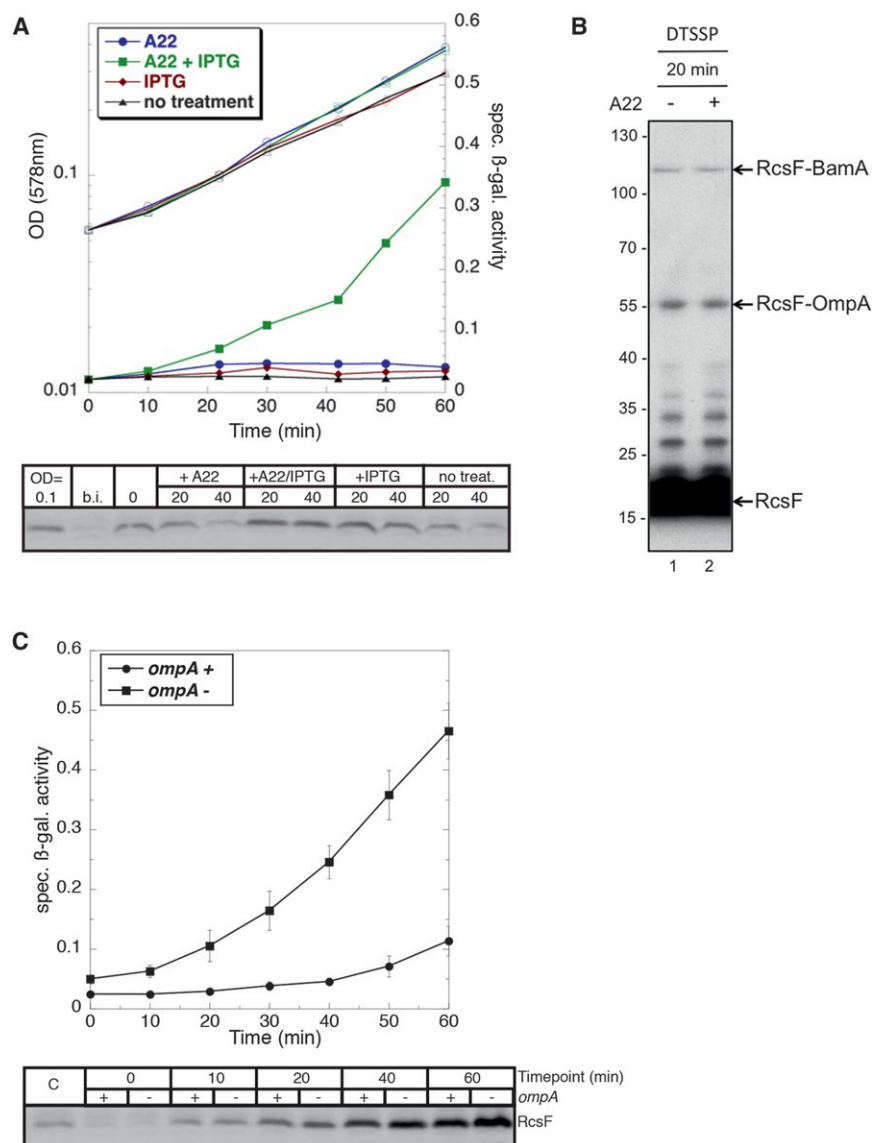 A
A22
A22 + IPTG
IPTG
no treatment
OD (578nm)
0.1
0.01
0.6
0.5
0.4
0.3
0.2
0.1
0
spec. ß-gal. activity
0 10 20 30 40 50 60
Time (min)
OD= + A22 +A22/IPTG +IPTG no treat.
0.1 b.i. 0 20 40 20 40 20 40 20 40
B
DTSSP
20 min
A22 - +
130 -
RcsF-BamA
100 -
70 -
55 -
RcsF-OmpA
40 -
35 -
25 -
RcsF
15 -
1 2
C
ompA +
ompA -
0.6
0.5
0.4
0.3
0.2
0.1
0
spec. ß-gal. activity
0 10 20 30 40 50 60
Time (min)
C 0 10 20 40 60 Timepoint (min)
+ - + - + - + - + - ompA
RcsF